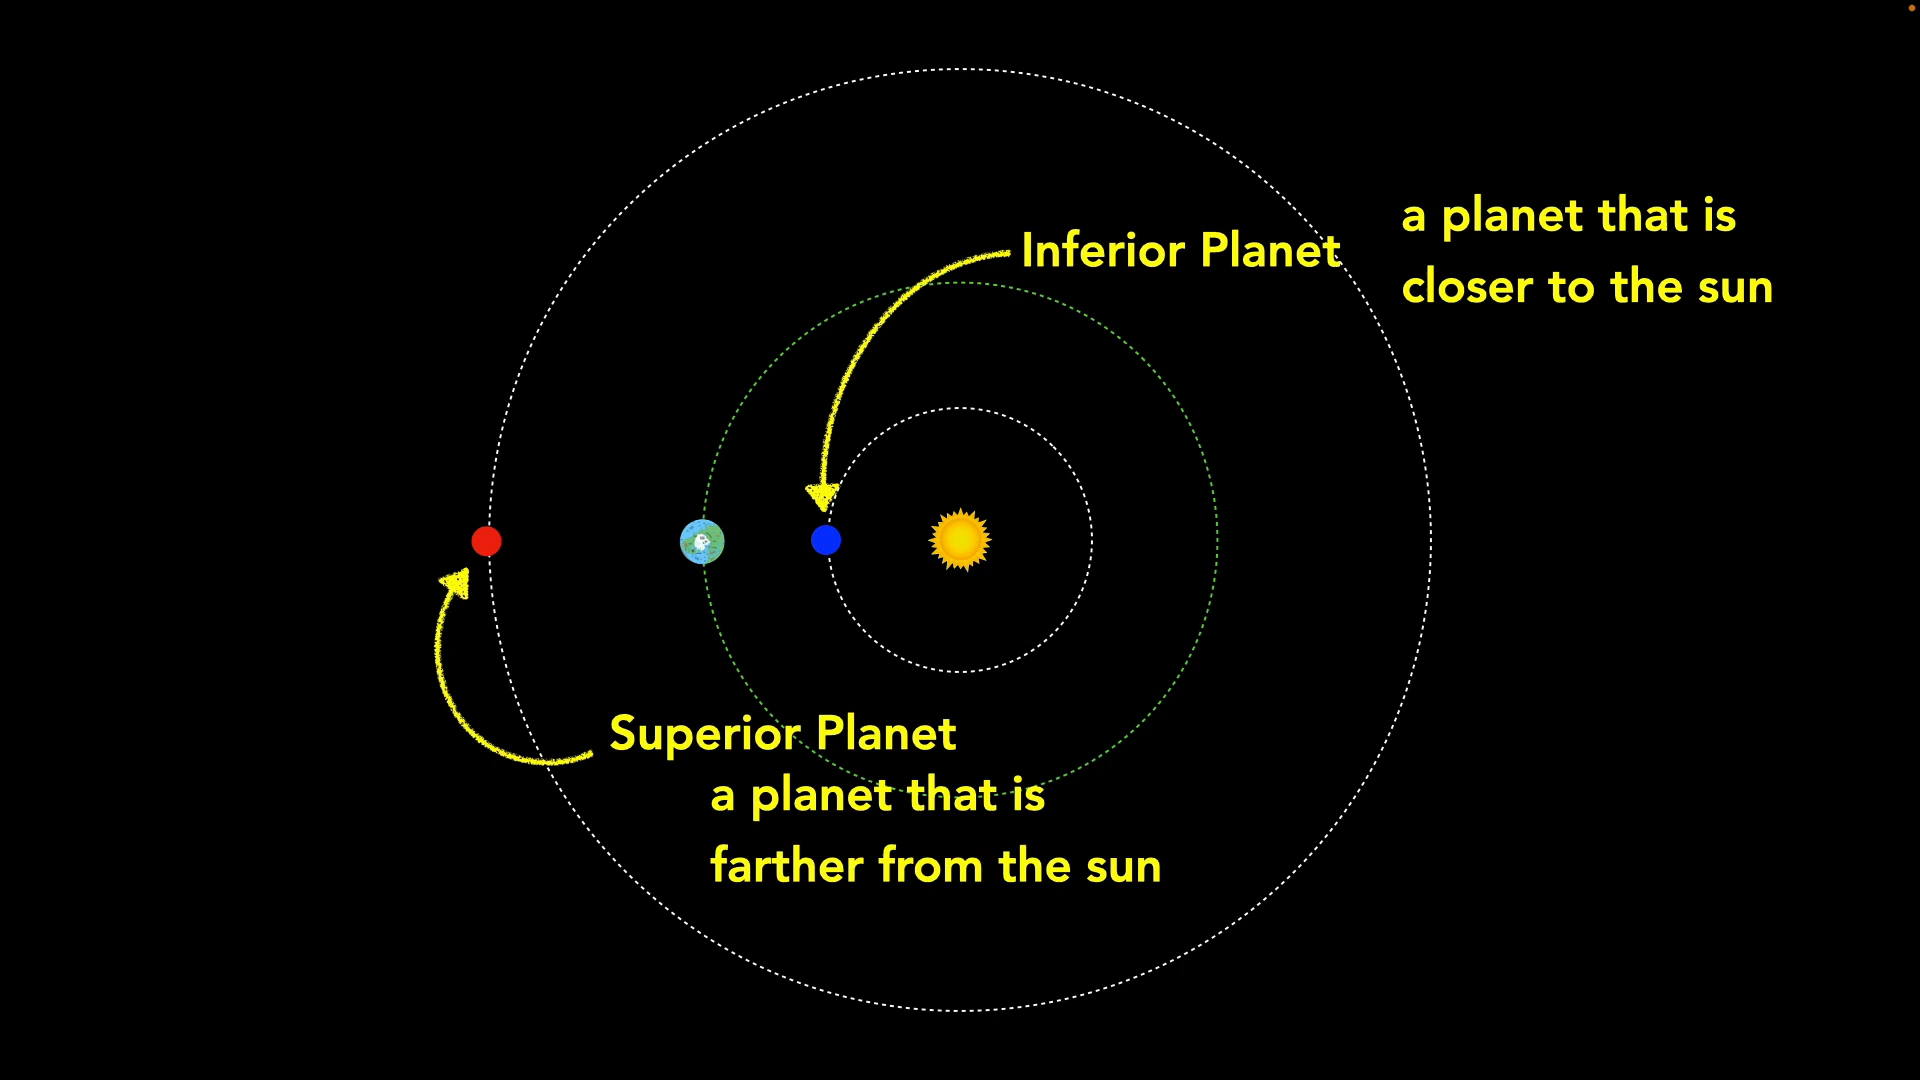 Inferior Planet
a planet that is
closer to the sun
Superior Planet
a planet that is
farther from the sun